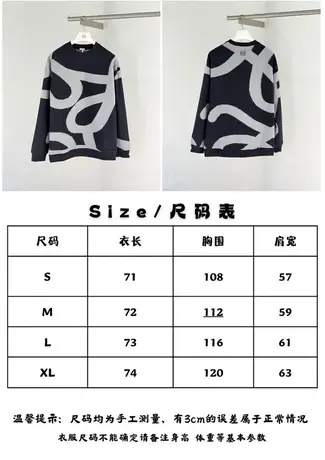 Size/尺码表
尺码 衣长 胸围 肩宽
S 71 108 57
M 72 112 59
L 73 116 61
XL 74 120 63
温馨提示: 尺码均为手工测量、有3cm的误差属于正常情况
衣服尺码不能确定请备注身高 体重等基本参数